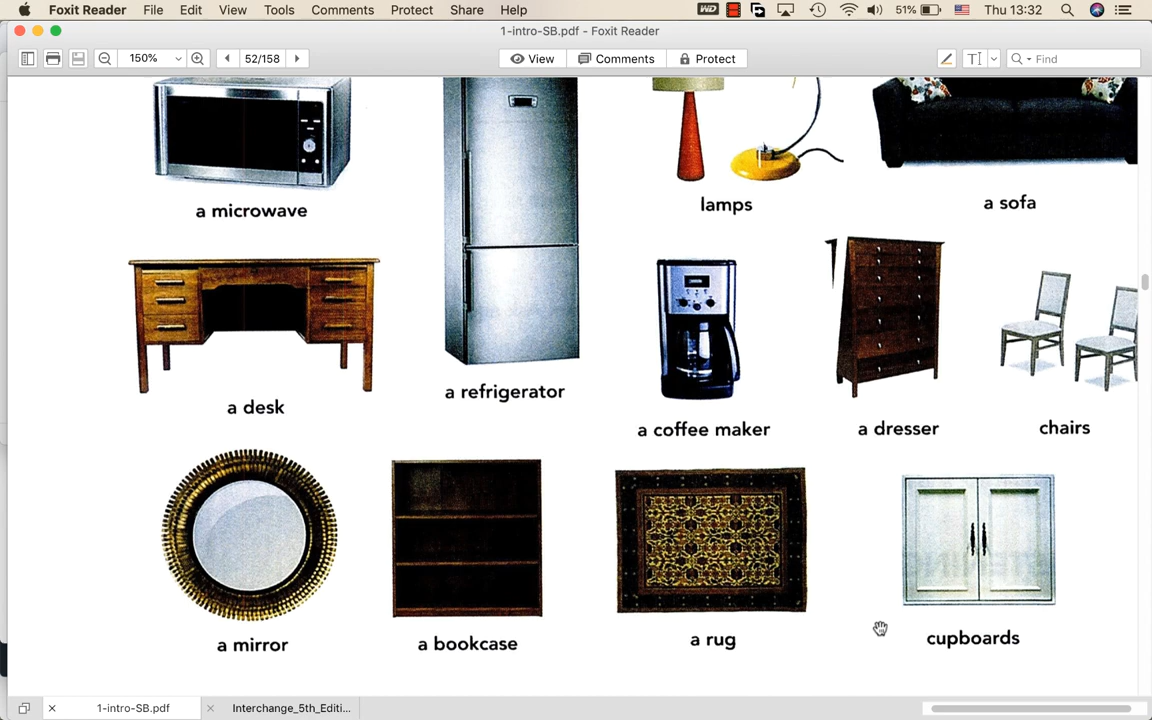 Foxit Reader File Edit View Tools Comments Protect Share Help 51% Thu 13:32
1-intro-SB.pdf - Foxit Reader
150% 52/158 View Comments Protect Find
a microwave
lamps
a sofa
a desk
a refrigerator
a coffee maker
a dresser
chairs
a mirror
a bookcase
a rug
cupboards
1-intro-SB.pdf Interchange_5th_Editi...